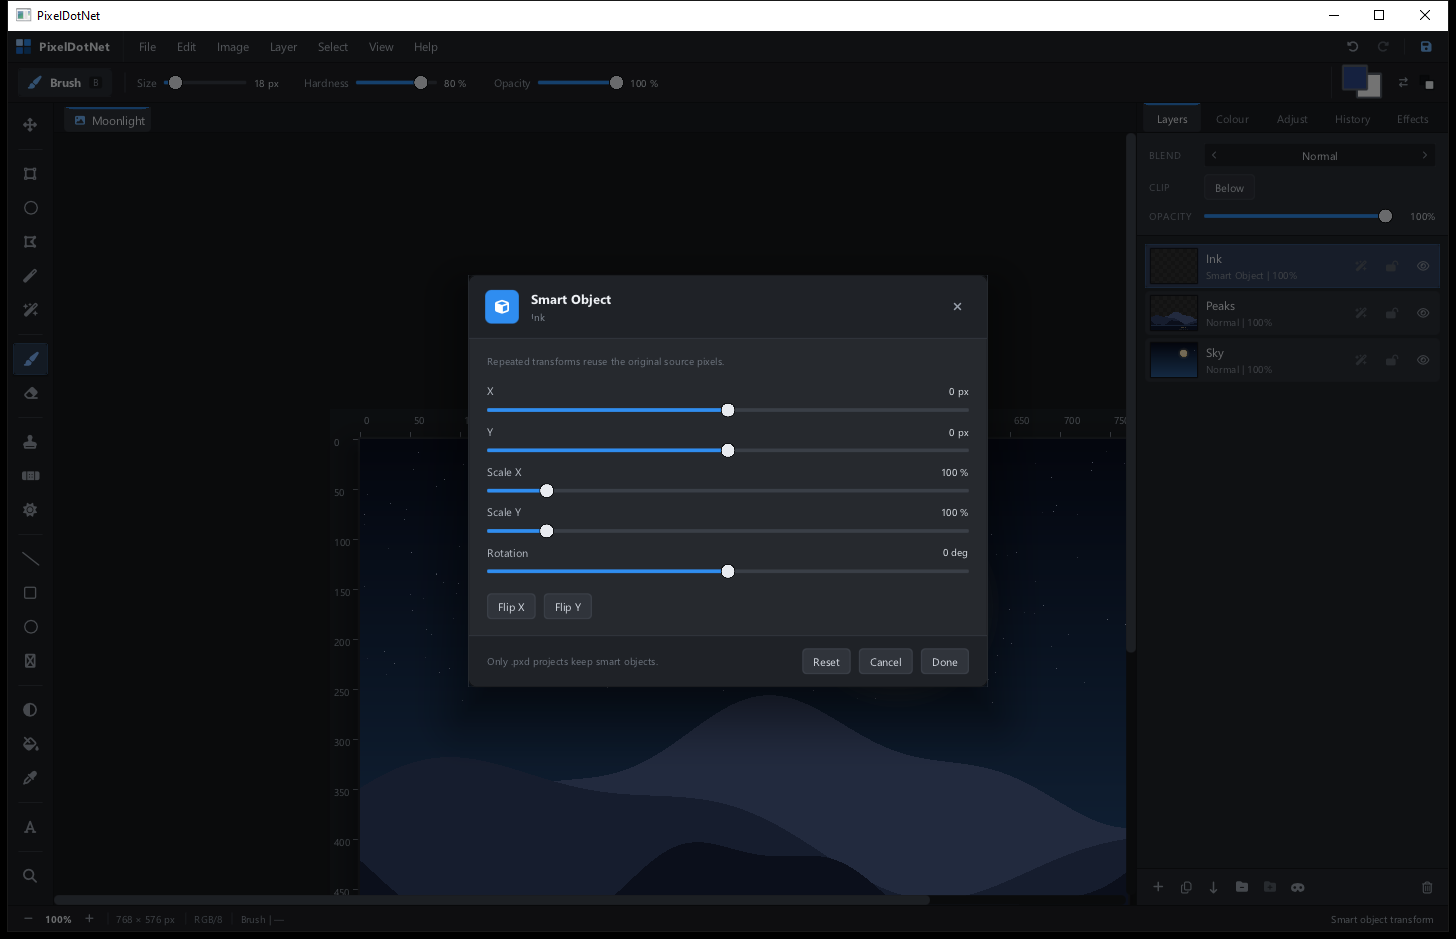 PixelDotNet
PixelDotNet File Edit Image Layer Select View Help
Brush B Size 18 px Hardness 80 % Opacity 100 %
Moonlight
Layers Colour Adjust History Effects
BLEND Normal
CLIP Below
OPACITY 100%
Ink
Smart Object | 100%
Peaks
Normal | 100%
Sky
Normal | 100%
Smart Object
Ink
Repeated transforms reuse the original source pixels.
X 0 px
Y 0 px
Scale X 100 %
Scale Y 100 %
Rotation 0 deg
Flip X Flip Y
Only .pxd projects keep smart objects.
Reset Cancel Done
0 50 650 700
0
50
100
150
200
250
300
350
400
450
100% 768 × 576 px RGB/8 Brush | —
Smart object transform